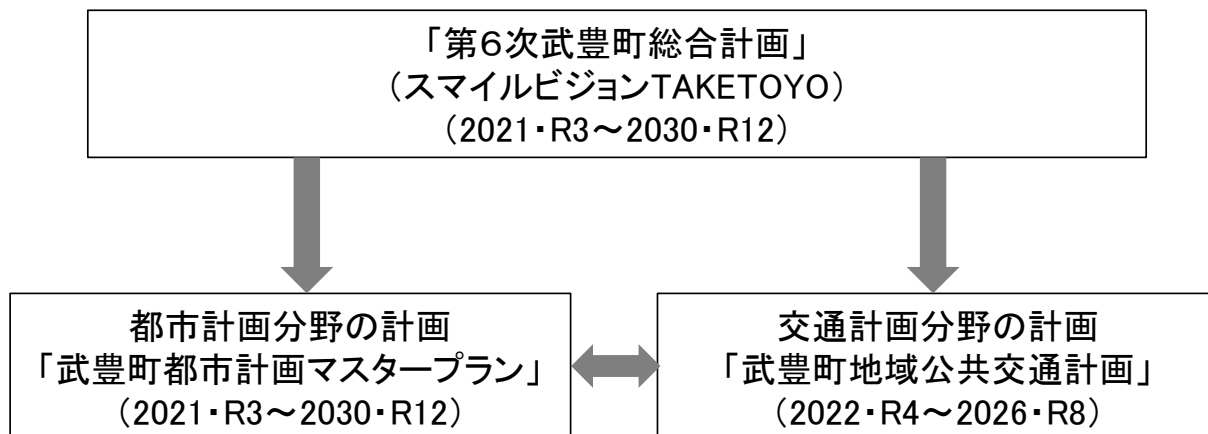 「第６次武豊町総合計画」
（スマイルビジョンTAKETOYO）
（2021・R3～2030・R12）
都市計画分野の計画
「武豊町都市計画マスタープラン」
（2021・R3～2030・R12）
交通計画分野の計画
「武豊町地域公共交通計画」
（2022・R4～2026・R8）